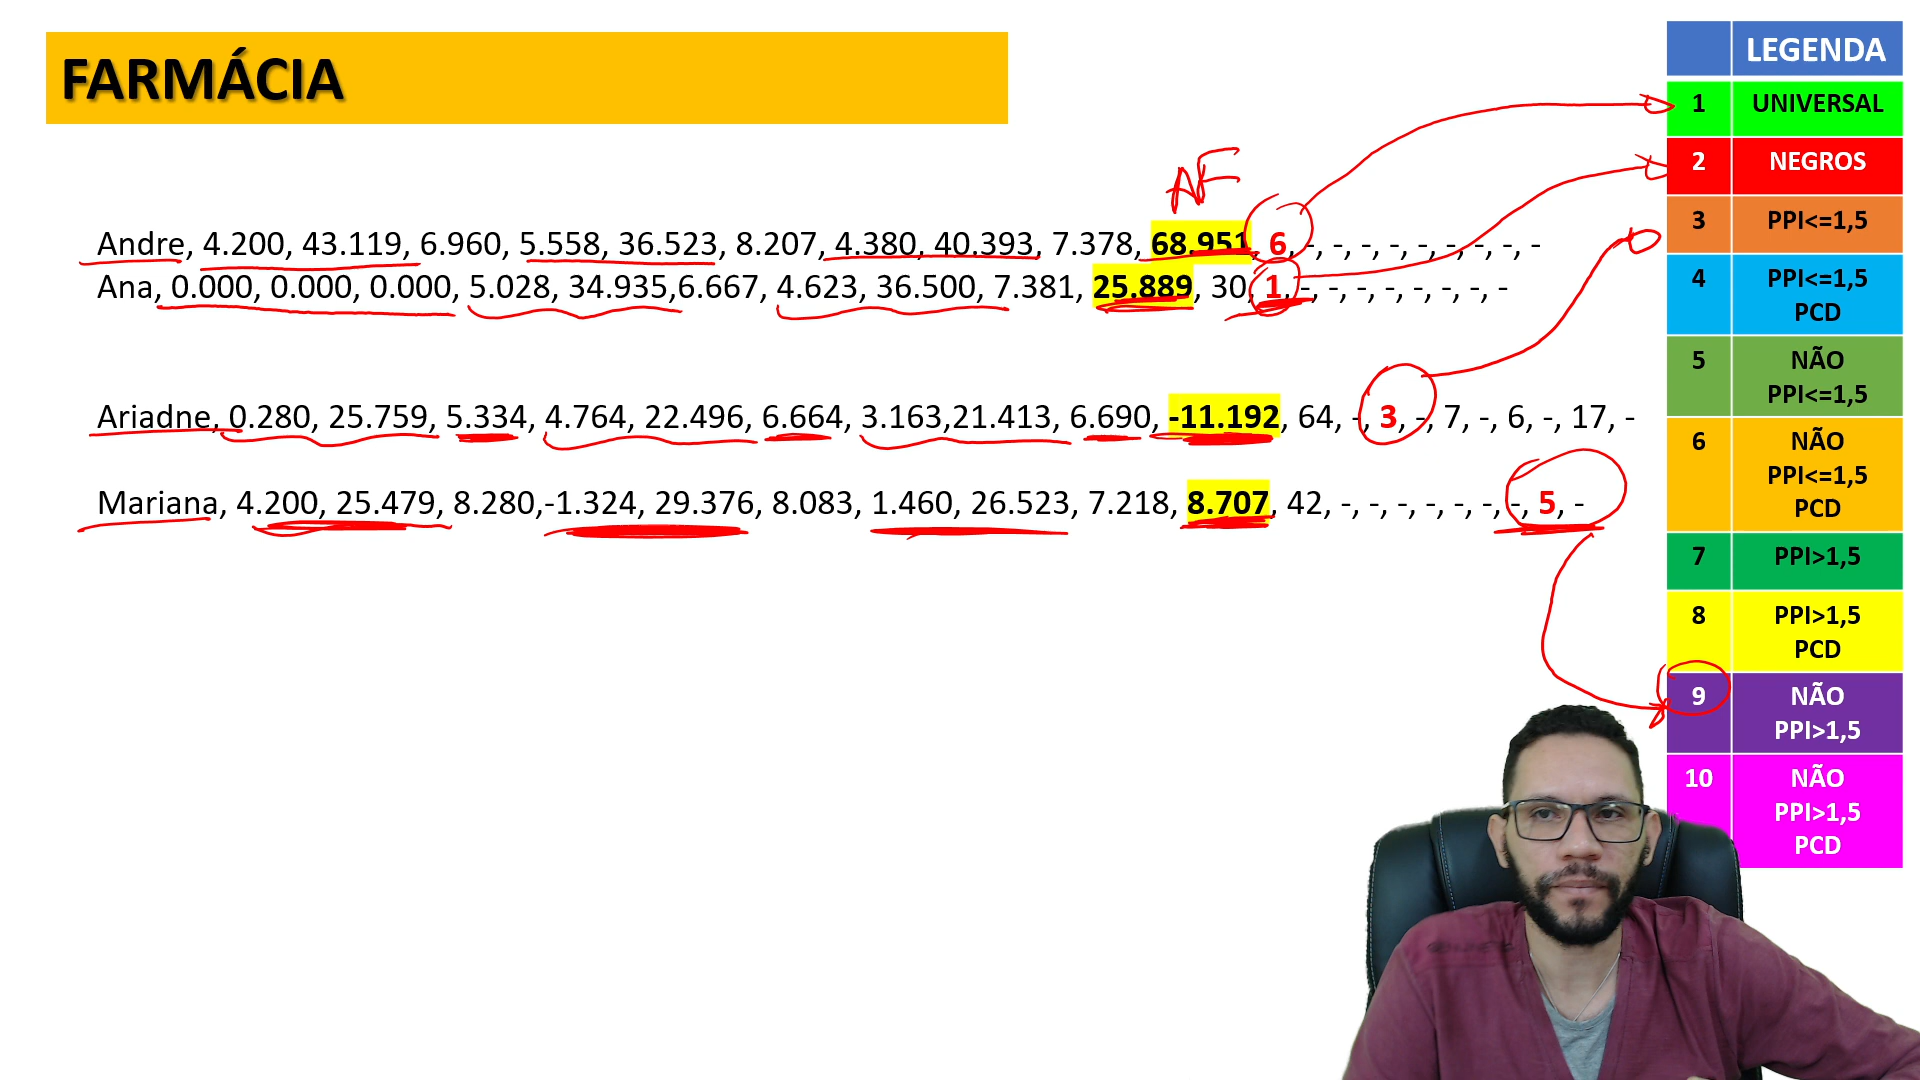 FARMÁCIA
AF
Andre, 4.200, 43.119, 6.960, 5.558, 36.523, 8.207, 4.380, 40.393, 7.378, 68.951, 6, -, -, -, -, -, -, -, -, -
Ana, 0.000, 0.000, 0.000, 5.028, 34.935,6.667, 4.623, 36.500, 7.381, 25.889, 30, 1, -, -, -, -, -, -, -, -
Ariadne, 0.280, 25.759, 5.334, 4.764, 22.496, 6.664, 3.163,21.413, 6.690, -11.192, 64, -, 3, -, 7, -, 6, -, 17, -
Mariana, 4.200, 25.479, 8.280,-1.324, 29.376, 8.083, 1.460, 26.523, 7.218, 8.707, 42, -, -, -, -, -, -, -, 5, -
LEGENDA
1 UNIVERSAL
2 NEGROS
3 PPI<=1,5
4 PPI<=1,5
PCD
5 NÃO
PPI<=1,5
6 NÃO
PPI<=1,5
PCD
7 PPI>1,5
8 PPI>1,5
PCD
9 NÃO
PPI>1,5
10 NÃO
PPI>1,5
PCD